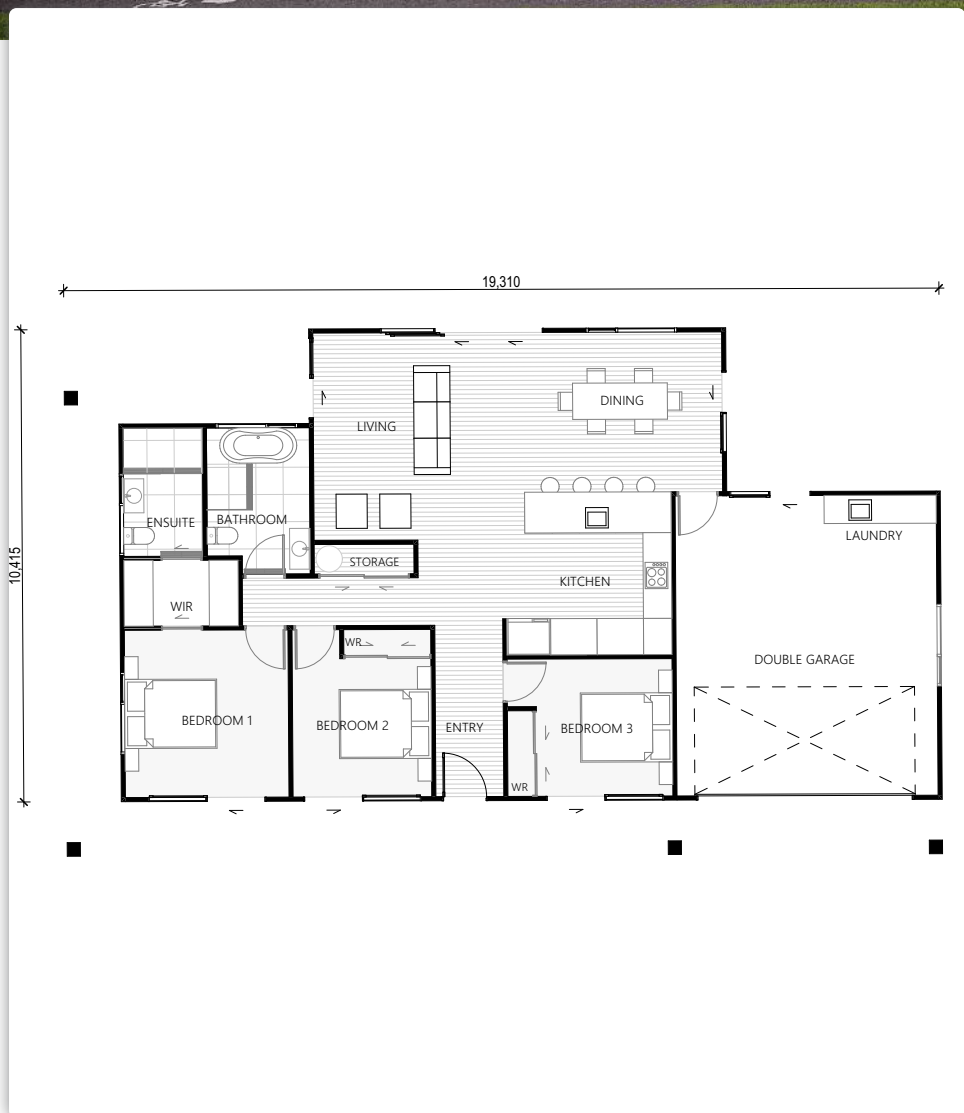 19,310
10,415
DINING
LIVING
ENSUITE
BATHROOM
LAUNDRY
STORAGE
KITCHEN
WIR
WR
DOUBLE GARAGE
BEDROOM 1
BEDROOM 2
ENTRY
BEDROOM 3
WR